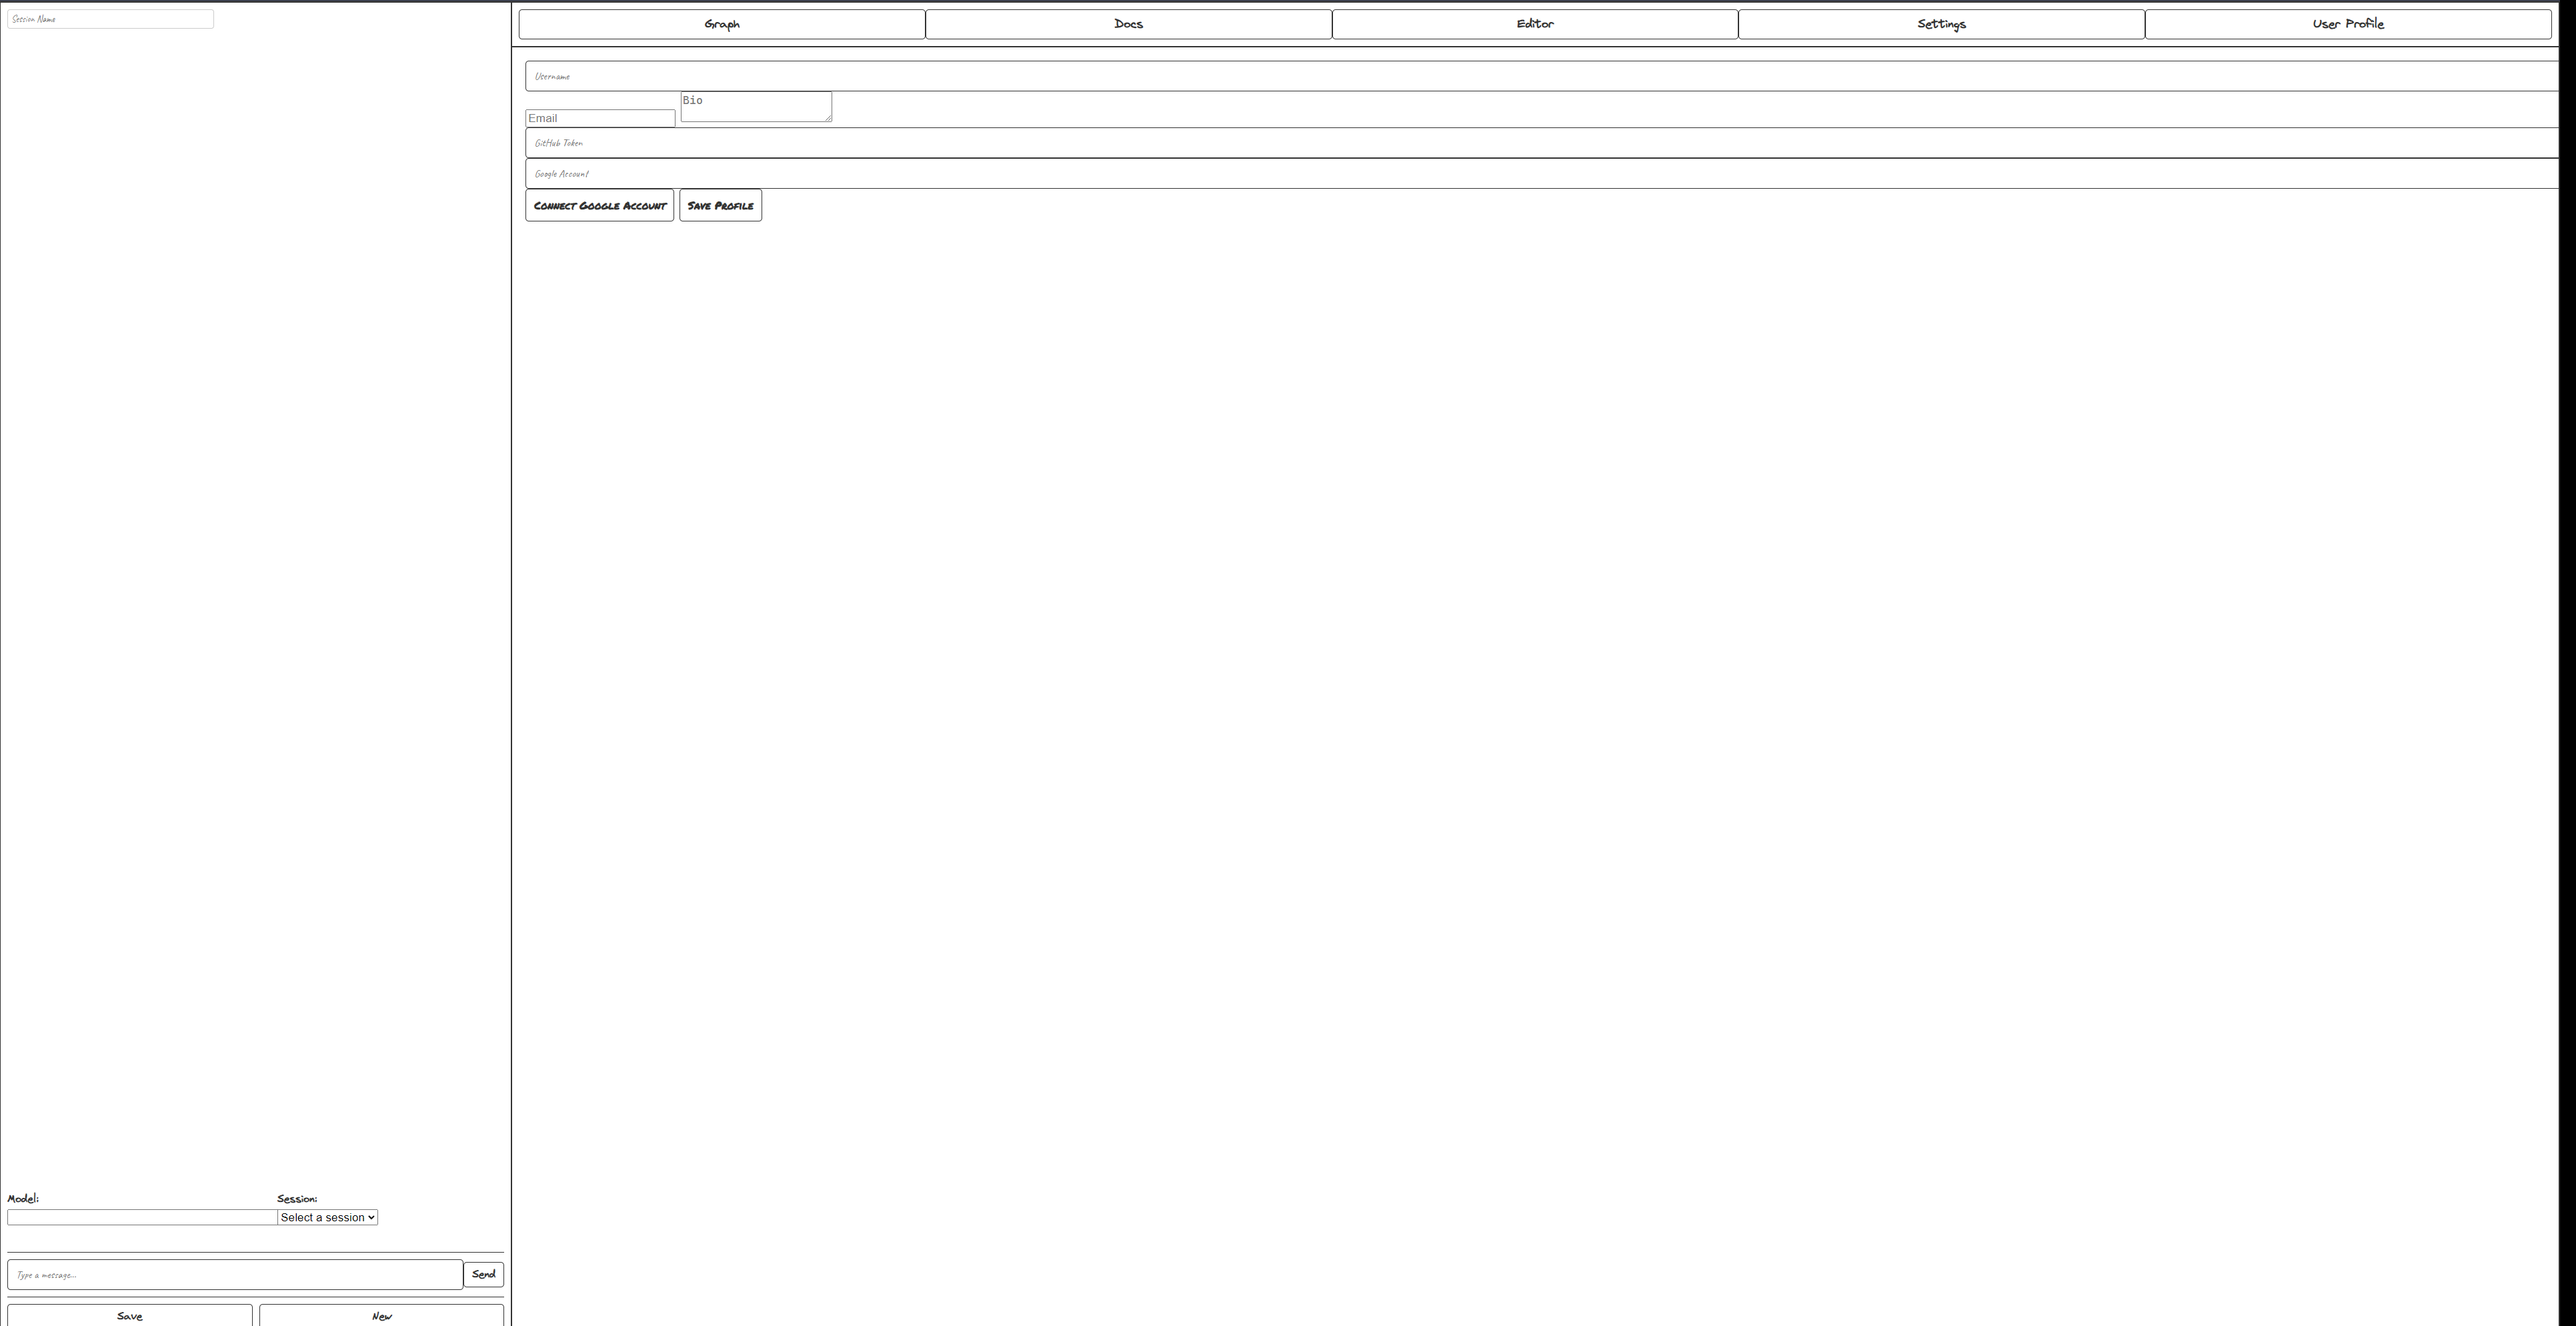 Session Name
Graph Docs Editor Settings User Profile
Username
Email Bio
GitHub Token
Google Account
Connect Google Account Save Profile
Model: Session:
Select a session
Type a message... Send
Save New